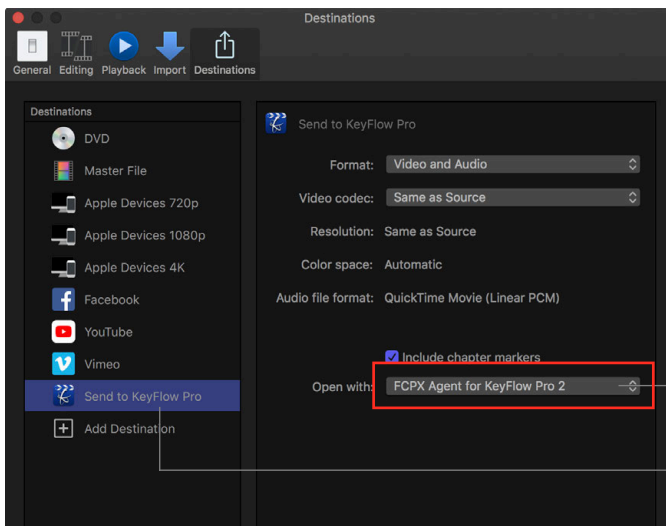 Destinations
General Editing Playback Import Destinations
Destinations
DVD
Master File
Apple Devices 720p
Apple Devices 1080p
Apple Devices 4K
Facebook
YouTube
Vimeo
Send to KeyFlow Pro
Add Destination
Send to KeyFlow Pro
Format: Video and Audio
Video codec: Same as Source
Resolution: Same as Source
Color space: Automatic
Audio file format: QuickTime Movie (Linear PCM)
Include chapter markers
Open with: FCPX Agent for KeyFlow Pro 2